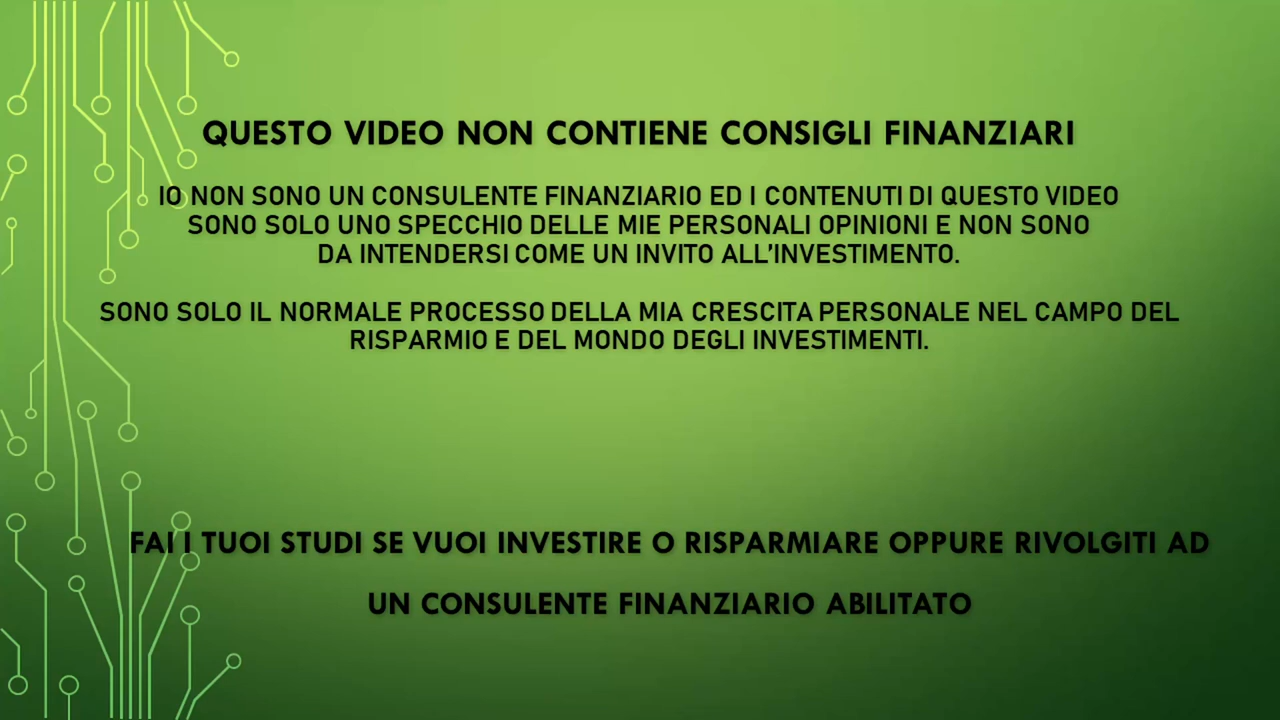 QUESTO VIDEO NON CONTIENE CONSIGLI FINANZIARI
IO NON SONO UN CONSULENTE FINANZIARIO ED I CONTENUTI DI QUESTO VIDEO
SONO SOLO UNO SPECCHIO DELLE MIE PERSONALI OPINIONI E NON SONO
DA INTENDERSI COME UN INVITO ALL'INVESTIMENTO.
SONO SOLO IL NORMALE PROCESSO DELLA MIA CRESCITA PERSONALE NEL CAMPO DEL
RISPARMIO E DEL MONDO DEGLI INVESTIMENTI.
FAI I TUOI STUDI SE VUOI INVESTIRE O RISPARMIARE OPPURE RIVOLGITI AD
UN CONSULENTE FINANZIARIO ABILITATO